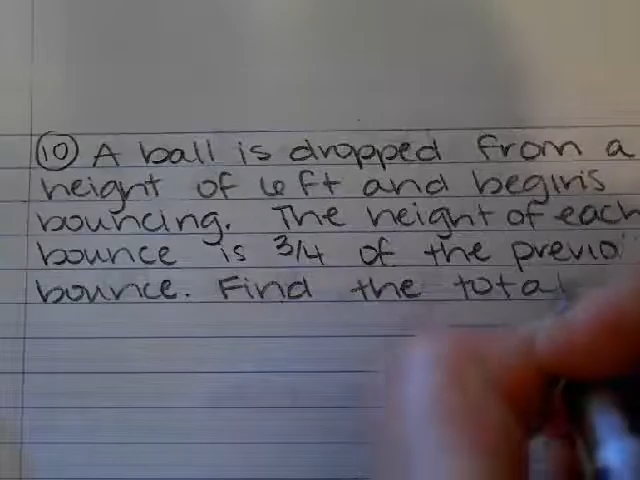 ⑩ A ball is dropped from a
height of 6 ft and begins
bouncing. The height of each
bounce is 3/4 of the previo
bounce. Find the total